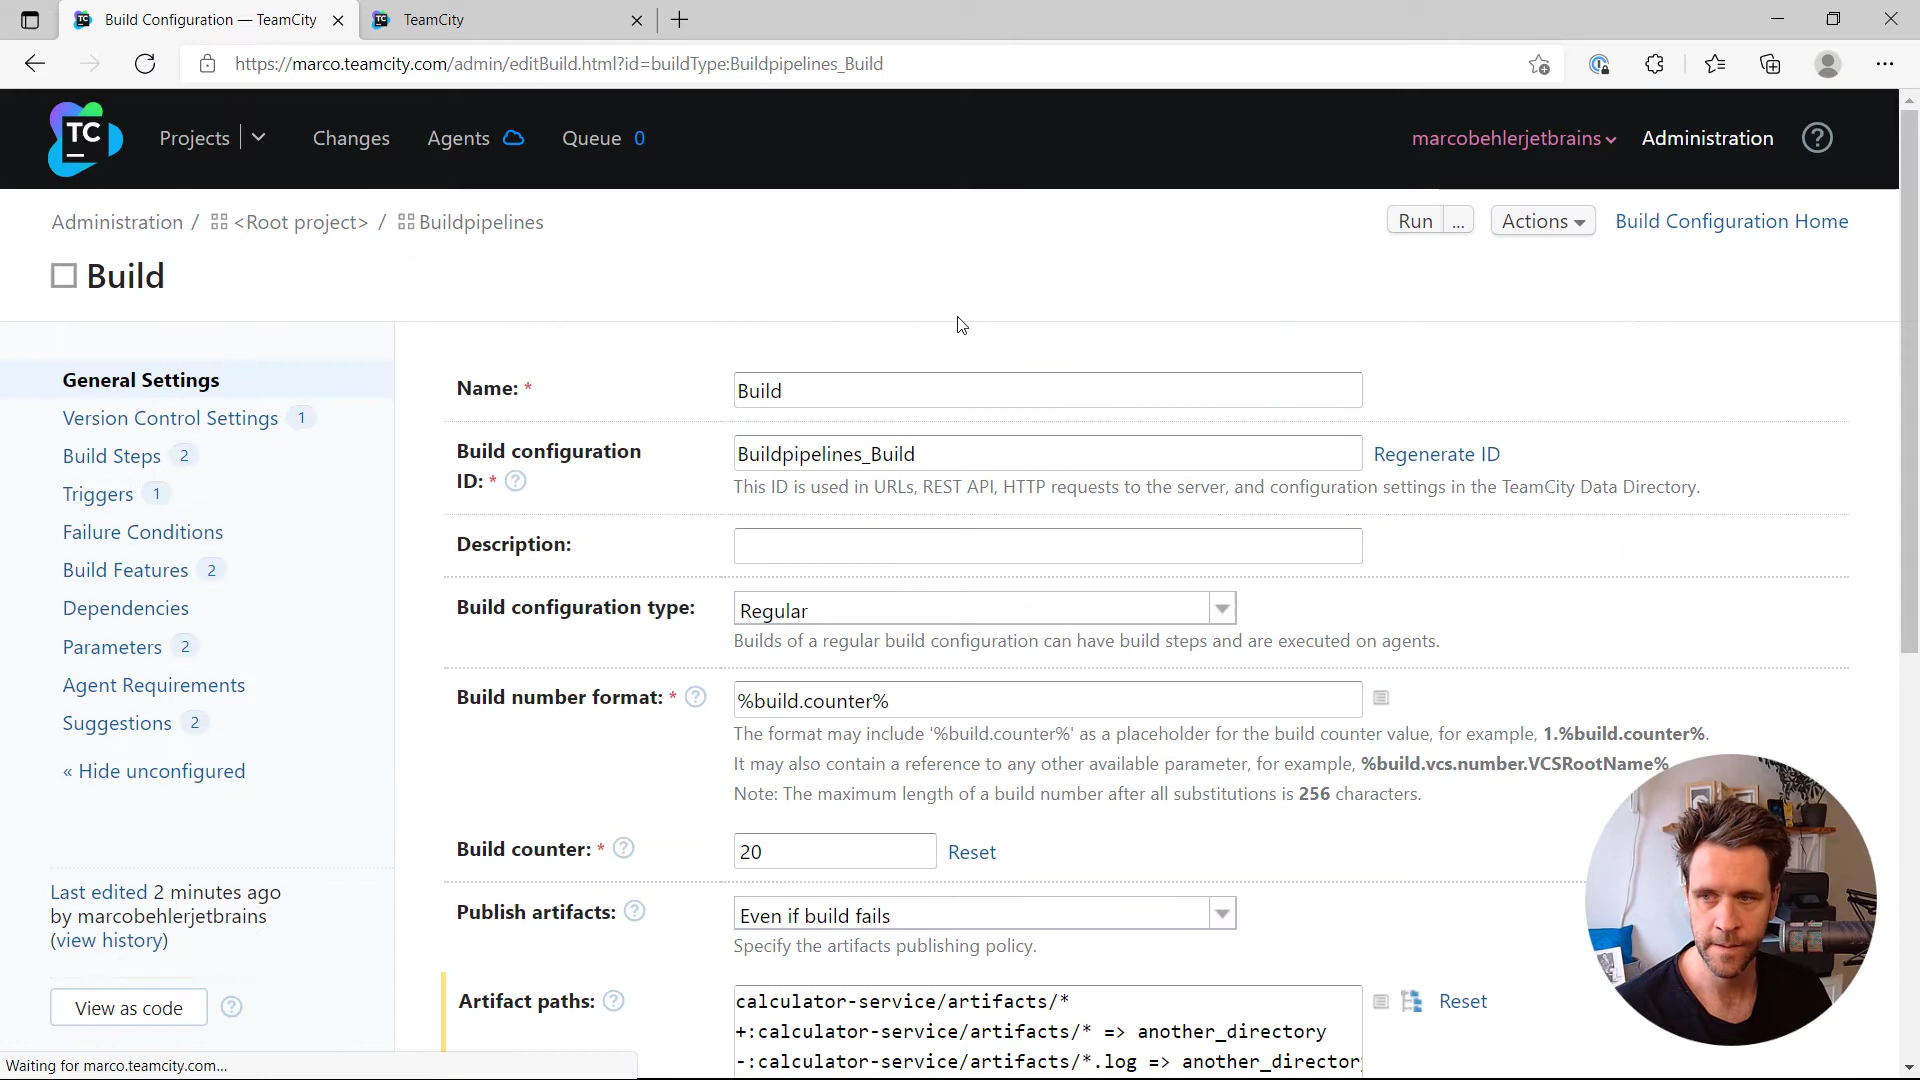 Build Configuration — TeamCity
TeamCity
https://marco.teamcity.com/admin/editBuild.html?id=buildType:Buildpipelines_Build
TC
Projects
Changes
Agents
Queue 0
marcobehlerjetbrains
Administration
Administration / <Root project> / Buildpipelines
Run ...
Actions
Build Configuration Home
Build
General Settings
Version Control Settings 1
Build Steps 2
Triggers 1
Failure Conditions
Build Features 2
Dependencies
Parameters 2
Agent Requirements
Suggestions 2
« Hide unconfigured
Last edited 2 minutes ago
by marcobehlerjetbrains
(view history)
View as code ?
Name: * Build
Build configuration
ID: * ?
Buildpipelines_Build Regenerate ID
This ID is used in URLs, REST API, HTTP requests to the server, and configuration settings in the TeamCity Data Directory.
Description:
Build configuration type: Regular
Builds of a regular build configuration can have build steps and are executed on agents.
Build number format: * ? %build.counter%
The format may include '%build.counter%' as a placeholder for the build counter value, for example, 1.%build.counter%.
It may also contain a reference to any other available parameter, for example, %build.vcs.number.VCSRootName%.
Note: The maximum length of a build number after all substitutions is 256 characters.
Build counter: * ? 20 Reset
Publish artifacts: ? Even if build fails
Specify the artifacts publishing policy.
Artifact paths: ? calculator-service/artifacts/* Reset
+:calculator-service/artifacts/* => another_directory
-:calculator-service/artifacts/*.log => another_director
Waiting for marco.teamcity.com...